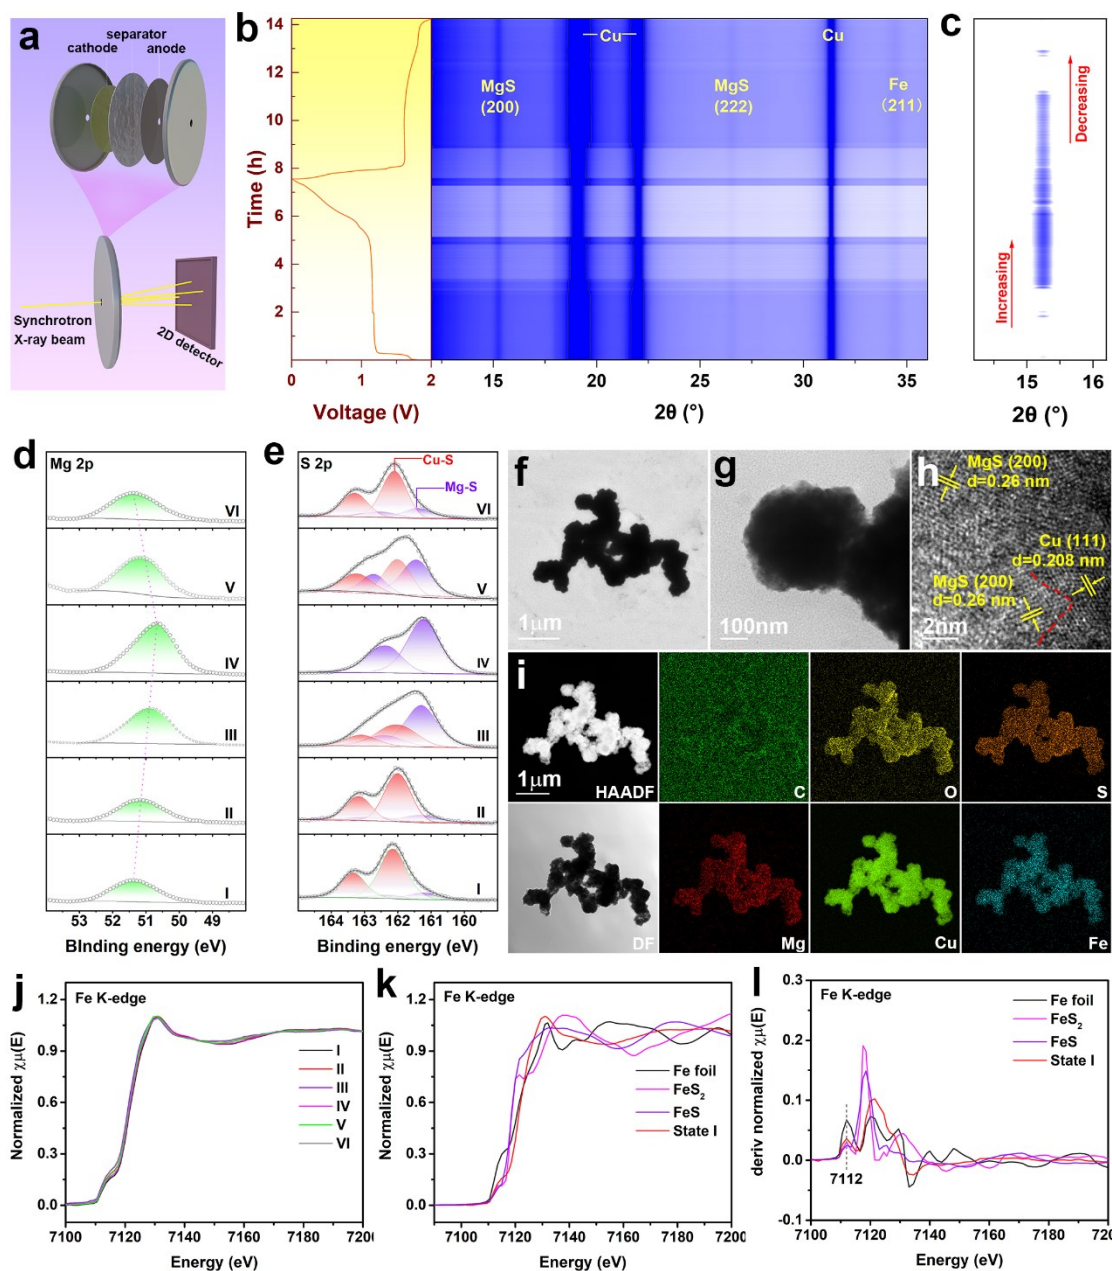 a
cathode
separator
anode
Synchrotron
X-ray beam
2D detector
b
Time (h)
14
12
10
8
6
4
2
0
1
2
Voltage (V)
Cu
Cu
MgS
(200)
MgS
(222)
Fe
(211)
15
20
25
30
35
2θ (°)
c
Decreasing
Increasing
15
16
2θ (°)
d
Mg 2p
VI
V
IV
III
II
I
53
52
51
50
49
BInding energy (eV)
e
S 2p
Cu-S
Mg-S
VI
V
IV
III
II
I
164
163
162
161
160
Binding energy (eV)
f
1μm
g
100nm
h
MgS (200)
d=0.26 nm
Cu (111)
d=0.208 nm
MgS (200)
d=0.26 nm
2nm
i
1μm
HAADF
C
O
S
DF
Mg
Cu
Fe
j
Fe K-edge
Normalized χμ(E)
1.2
0.9
0.6
0.3
0.0
I
II
III
IV
V
VI
7100
7120
7140
7160
7180
7200
Energy (eV)
k
Fe K-edge
Normalized χμ(E)
1.2
0.9
0.6
0.3
0.0
Fe foil
FeS2
FeS
State I
7100
7120
7140
7160
7180
7200
Energy (eV)
l
Fe K-edge
deriv normalized χμ(E)
0.3
0.2
0.1
0.0
-0.1
Fe foil
FeS2
FeS
State I
7112
7100
7120
7140
7160
7180
720
Energy (eV)